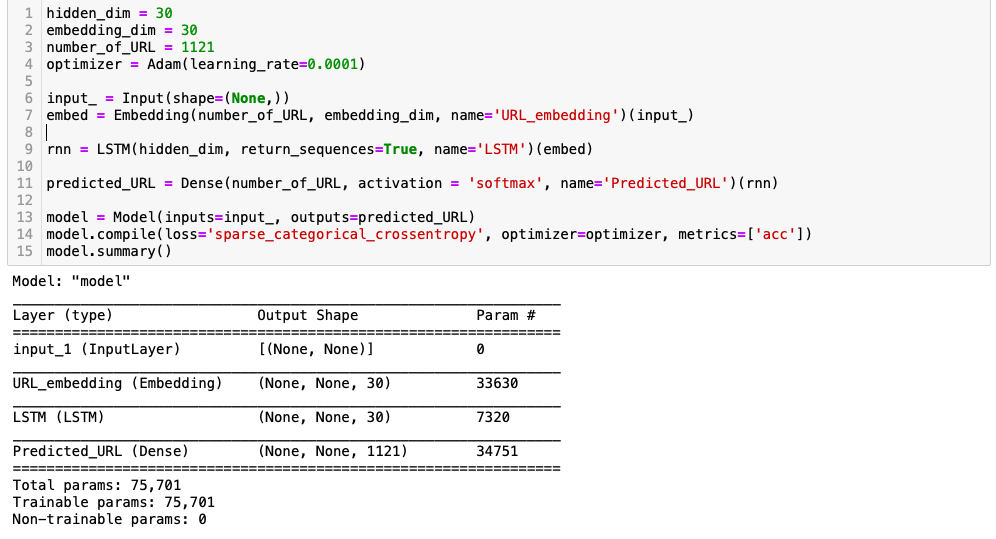 1 hidden_dim = 30
2 embedding_dim = 30
3 number_of_URL = 1121
4 optimizer = Adam(learning_rate=0.0001)
5
6 input_ = Input(shape=(None,))
7 embed = Embedding(number_of_URL, embedding_dim, name='URL_embedding')(input_)
8
9 rnn = LSTM(hidden_dim, return_sequences=True, name='LSTM')(embed)
10
11 predicted_URL = Dense(number_of_URL, activation = 'softmax', name='Predicted_URL')(rnn)
12
13 model = Model(inputs=input_, outputs=predicted_URL)
14 model.compile(loss='sparse_categorical_crossentropy', optimizer=optimizer, metrics=['acc'])
15 model.summary()
Model: "model"
_________________________________________________________________
Layer (type) Output Shape Param #
=================================================================
input_1 (InputLayer) [(None, None)] 0
_________________________________________________________________
URL_embedding (Embedding) (None, None, 30) 33630
_________________________________________________________________
LSTM (LSTM) (None, None, 30) 7320
_________________________________________________________________
Predicted_URL (Dense) (None, None, 1121) 34751
=================================================================
Total params: 75,701
Trainable params: 75,701
Non-trainable params: 0